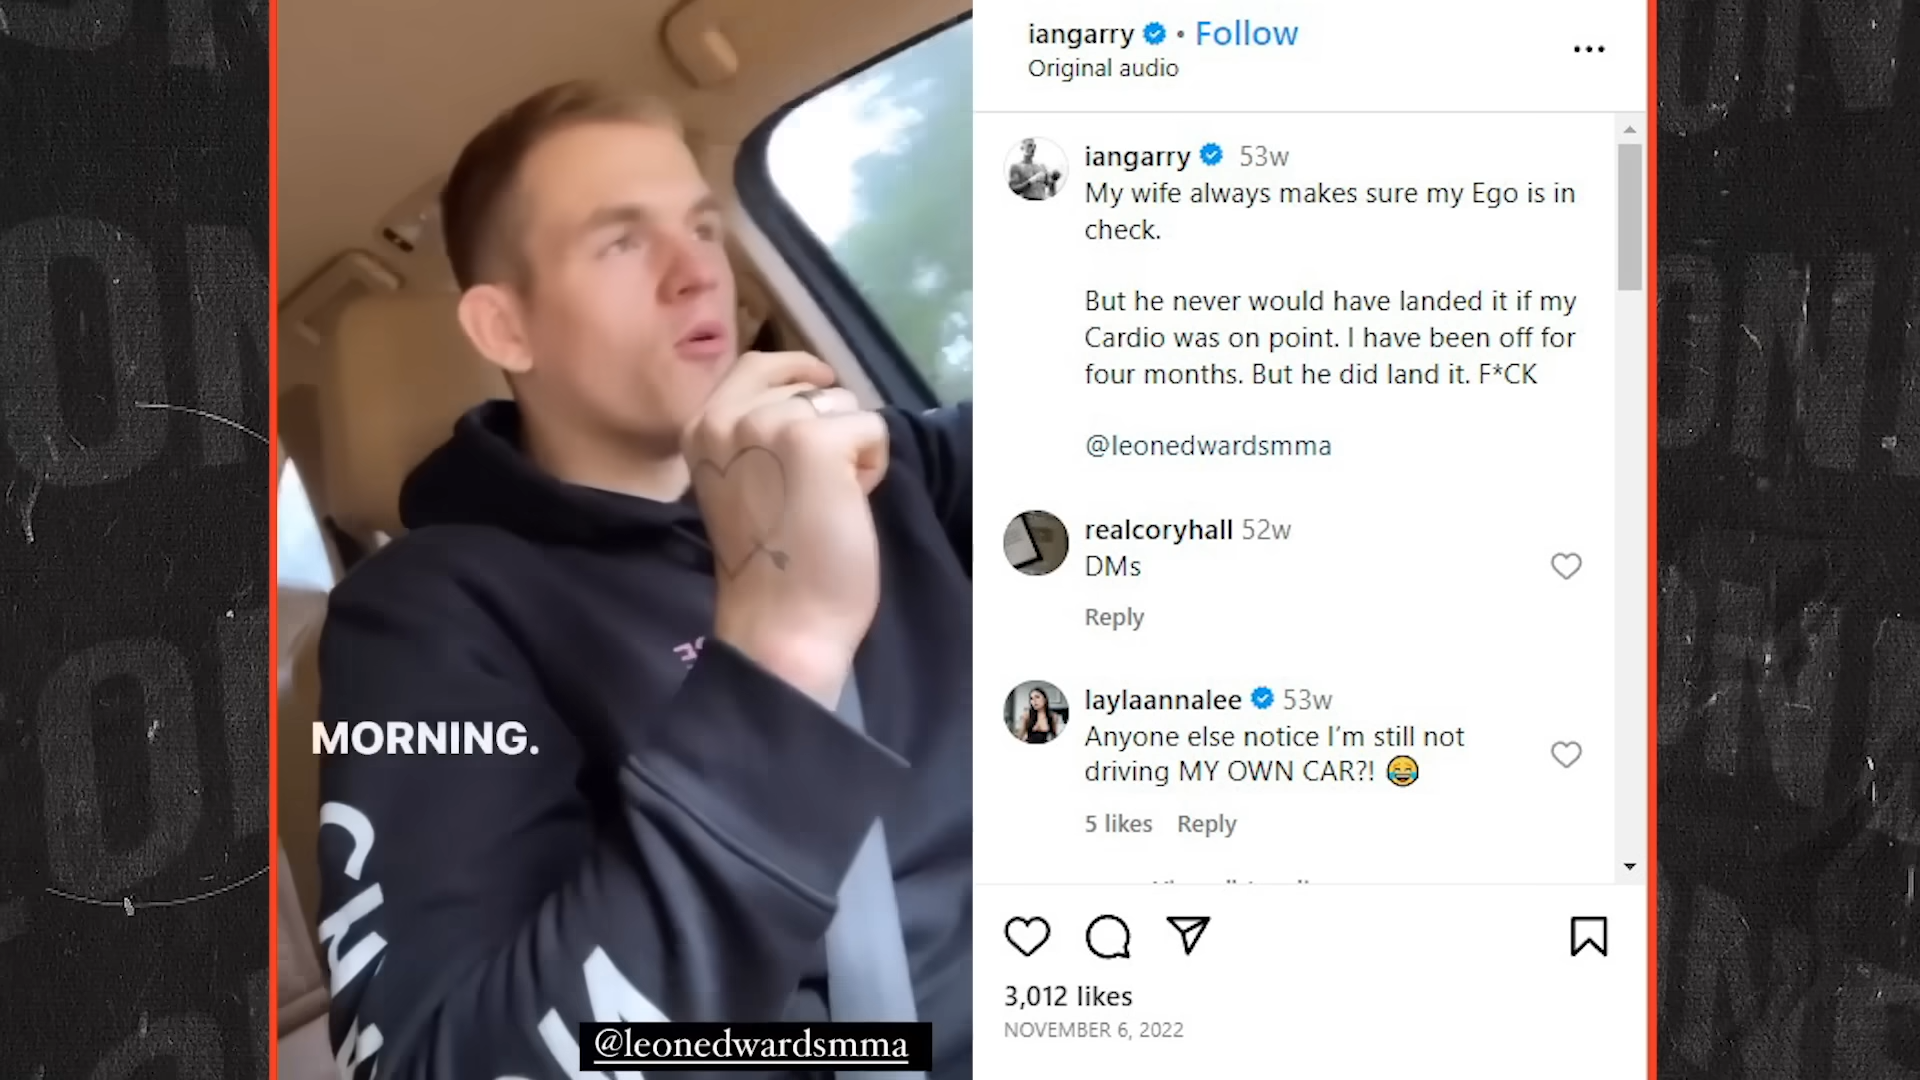 iangarry • Follow
Original audio
iangarry 53w
My wife always makes sure my Ego is in
check.
But he never would have landed it if my
Cardio was on point. I have been off for
four months. But he did land it. F*CK
@leonedwardsmma
realcoryhall 52w
DMs
Reply
laylaannalee 53w
Anyone else notice I'm still not
driving MY OWN CAR?! 😂
5 likes Reply
3,012 likes
NOVEMBER 6, 2022
MORNING.
@leonedwardsmma